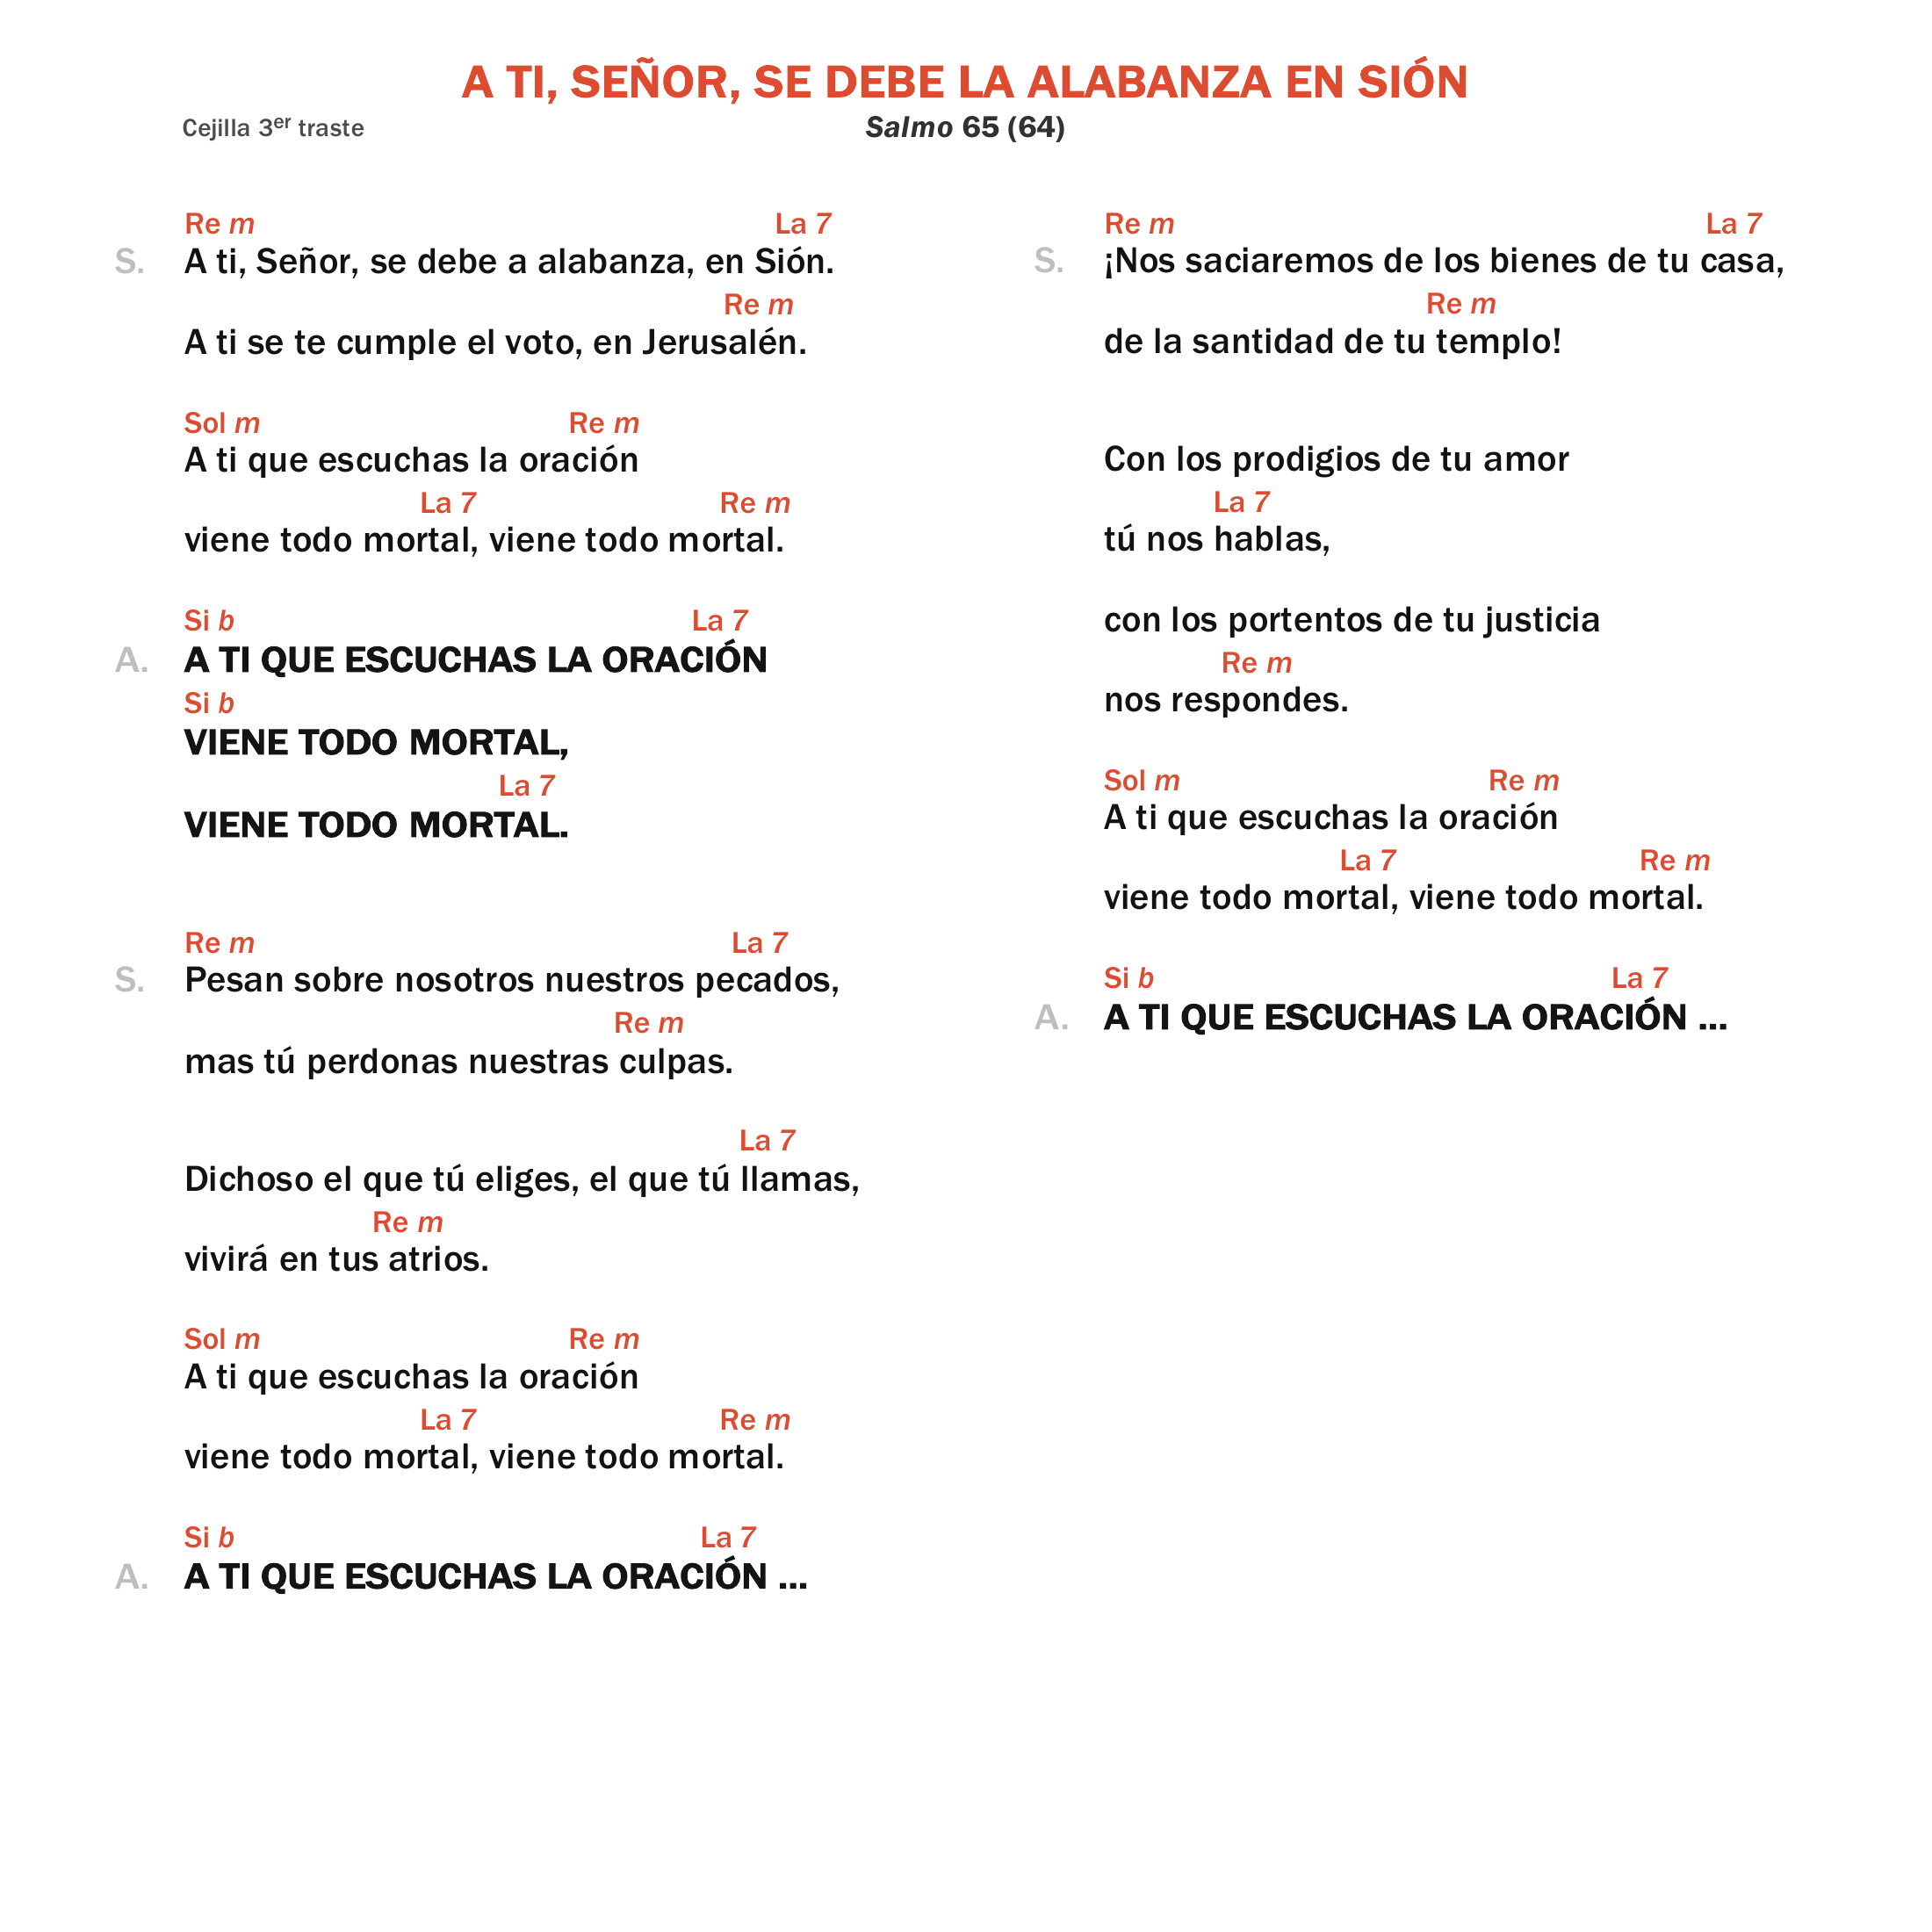 A TI, SEÑOR, SE DEBE LA ALABANZA EN SIÓN
Cejilla 3er traste
Salmo 65 (64)
Re m La 7
S. A ti, Señor, se debe a alabanza, en Sión.
Re m
A ti se te cumple el voto, en Jerusalén.
Sol m Re m
A ti que escuchas la oración
La 7 Re m
viene todo mortal, viene todo mortal.
Si b La 7
A. A TI QUE ESCUCHAS LA ORACIÓN
Si b
VIENE TODO MORTAL,
La 7
VIENE TODO MORTAL.
Re m La 7
S. Pesan sobre nosotros nuestros pecados,
Re m
mas tú perdonas nuestras culpas.
La 7
Dichoso el que tú eliges, el que tú llamas,
Re m
vivirá en tus atrios.
Sol m Re m
A ti que escuchas la oración
La 7 Re m
viene todo mortal, viene todo mortal.
Si b La 7
A. A TI QUE ESCUCHAS LA ORACIÓN ...
Re m La 7
S. ¡Nos saciaremos de los bienes de tu casa,
Re m
de la santidad de tu templo!
Con los prodigios de tu amor
La 7
tú nos hablas,
con los portentos de tu justicia
Re m
nos respondes.
Sol m Re m
A ti que escuchas la oración
La 7 Re m
viene todo mortal, viene todo mortal.
Si b La 7
A. A TI QUE ESCUCHAS LA ORACIÓN ...